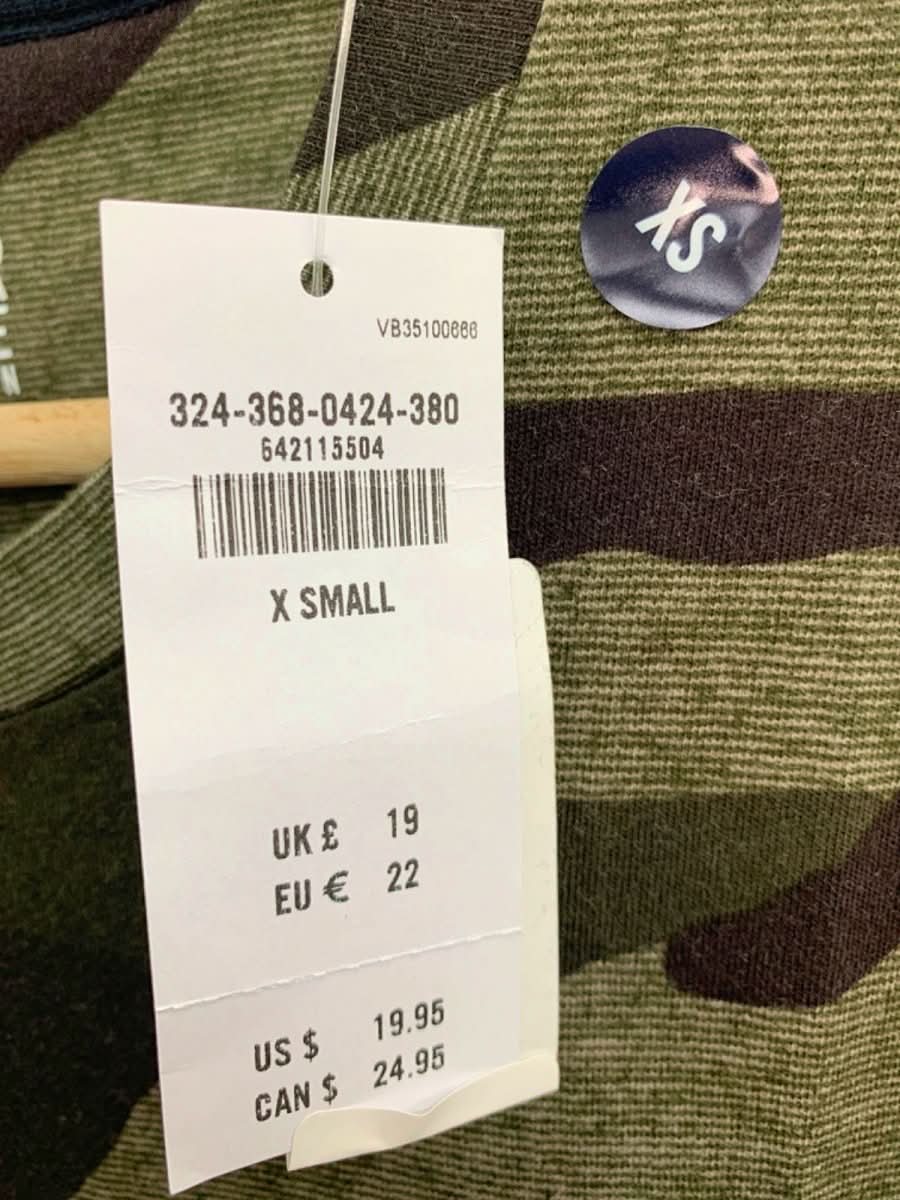 XS
VB35100666
324-368-0424-380
642115504
X SMALL
UK £ 19
EU € 22
US $ 19.95
CAN $ 24.95